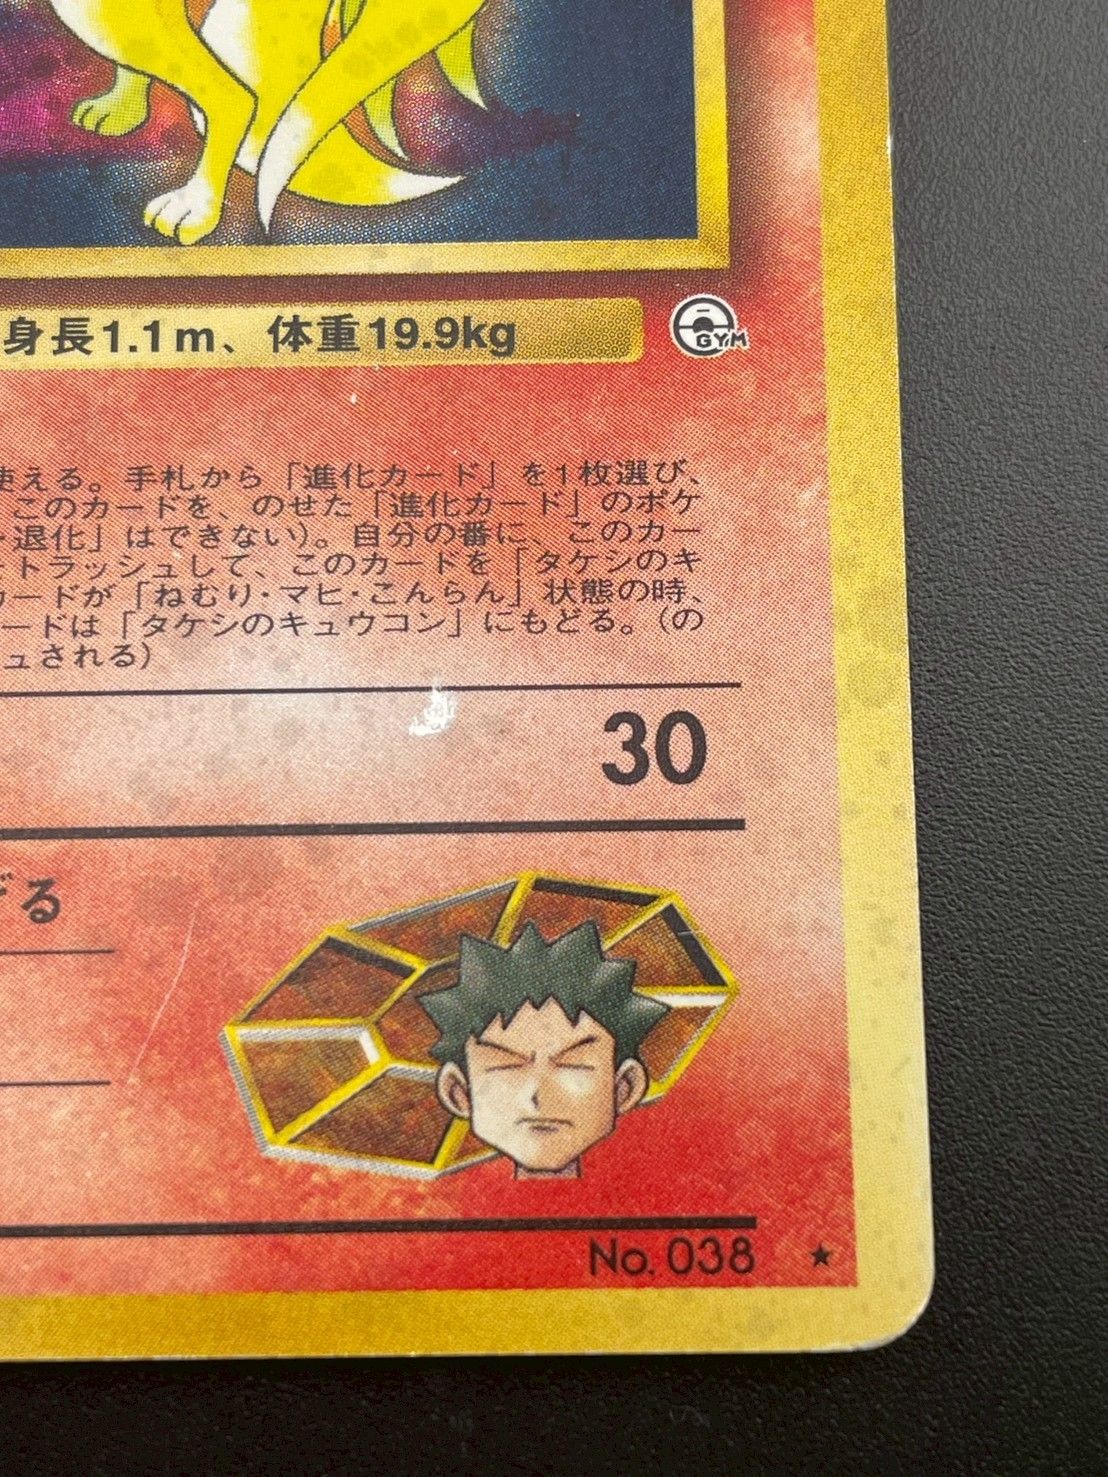 身長1.1m、体重19.9kg
GYM
使える。手札から「進化カード」を1枚選び、
このカードを、のせた「進化カード」のポケ
退化」はできない)。自分の番に、このカー
トラッシュして、このカードを「タケシのキ
カードが「ねむり・マヒ・こんらん」状態の時、
ードは「タケシのキュウコン」にもどる。(の
ュされる)
30
どる
No. 038 ★